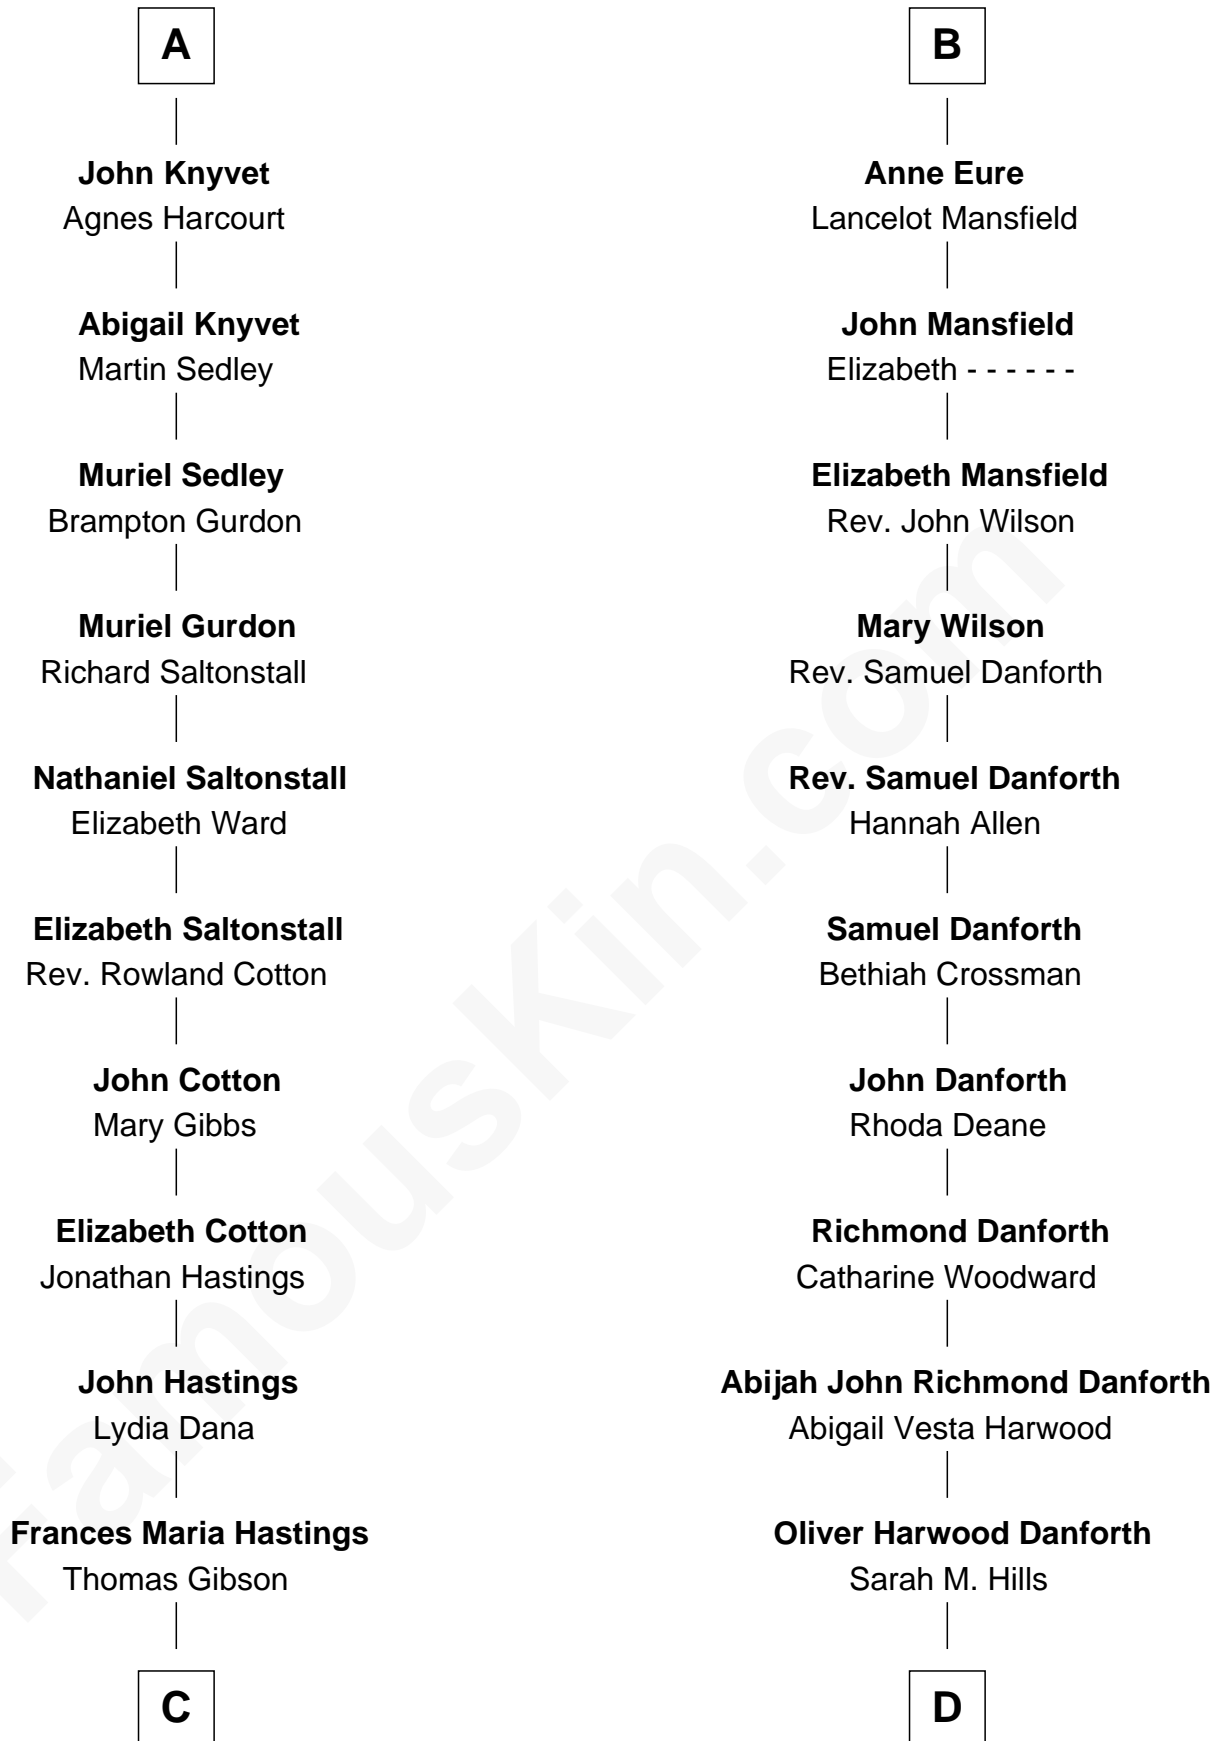 A
John Knyvet
Agnes Harcourt
Abigail Knyvet
Martin Sedley
Muriel Sedley
Brampton Gurdon
Muriel Gurdon
Richard Saltonstall
Nathaniel Saltonstall
Elizabeth Ward
Elizabeth Saltonstall
Rev. Rowland Cotton
John Cotton
Mary Gibbs
Elizabeth Cotton
Jonathan Hastings
John Hastings
Lydia Dana
Frances Maria Hastings
Thomas Gibson
C
B
Anne Eure
Lancelot Mansfield
John Mansfield
Elizabeth - - - - - -
Elizabeth Mansfield
Rev. John Wilson
Mary Wilson
Rev. Samuel Danforth
Rev. Samuel Danforth
Hannah Allen
Samuel Danforth
Bethiah Crossman
John Danforth
Rhoda Deane
Richmond Danforth
Catharine Woodward
Abijah John Richmond Danforth
Abigail Vesta Harwood
Oliver Harwood Danforth
Sarah M. Hills
D
FamousKin.com